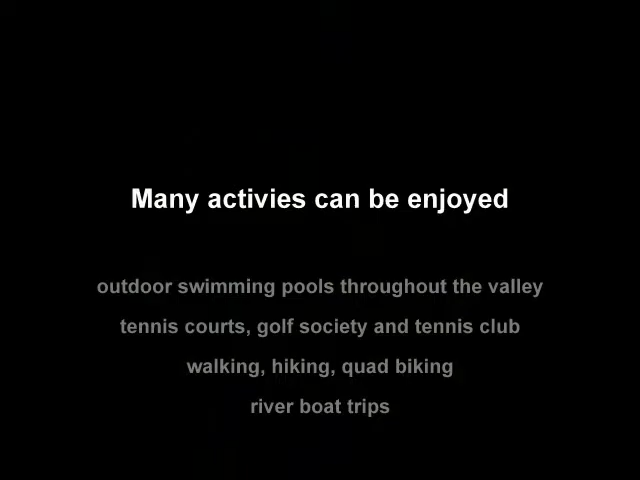 Many activies can be enjoyed
outdoor swimming pools throughout the valley
tennis courts, golf society and tennis club
walking, hiking, quad biking
river boat trips